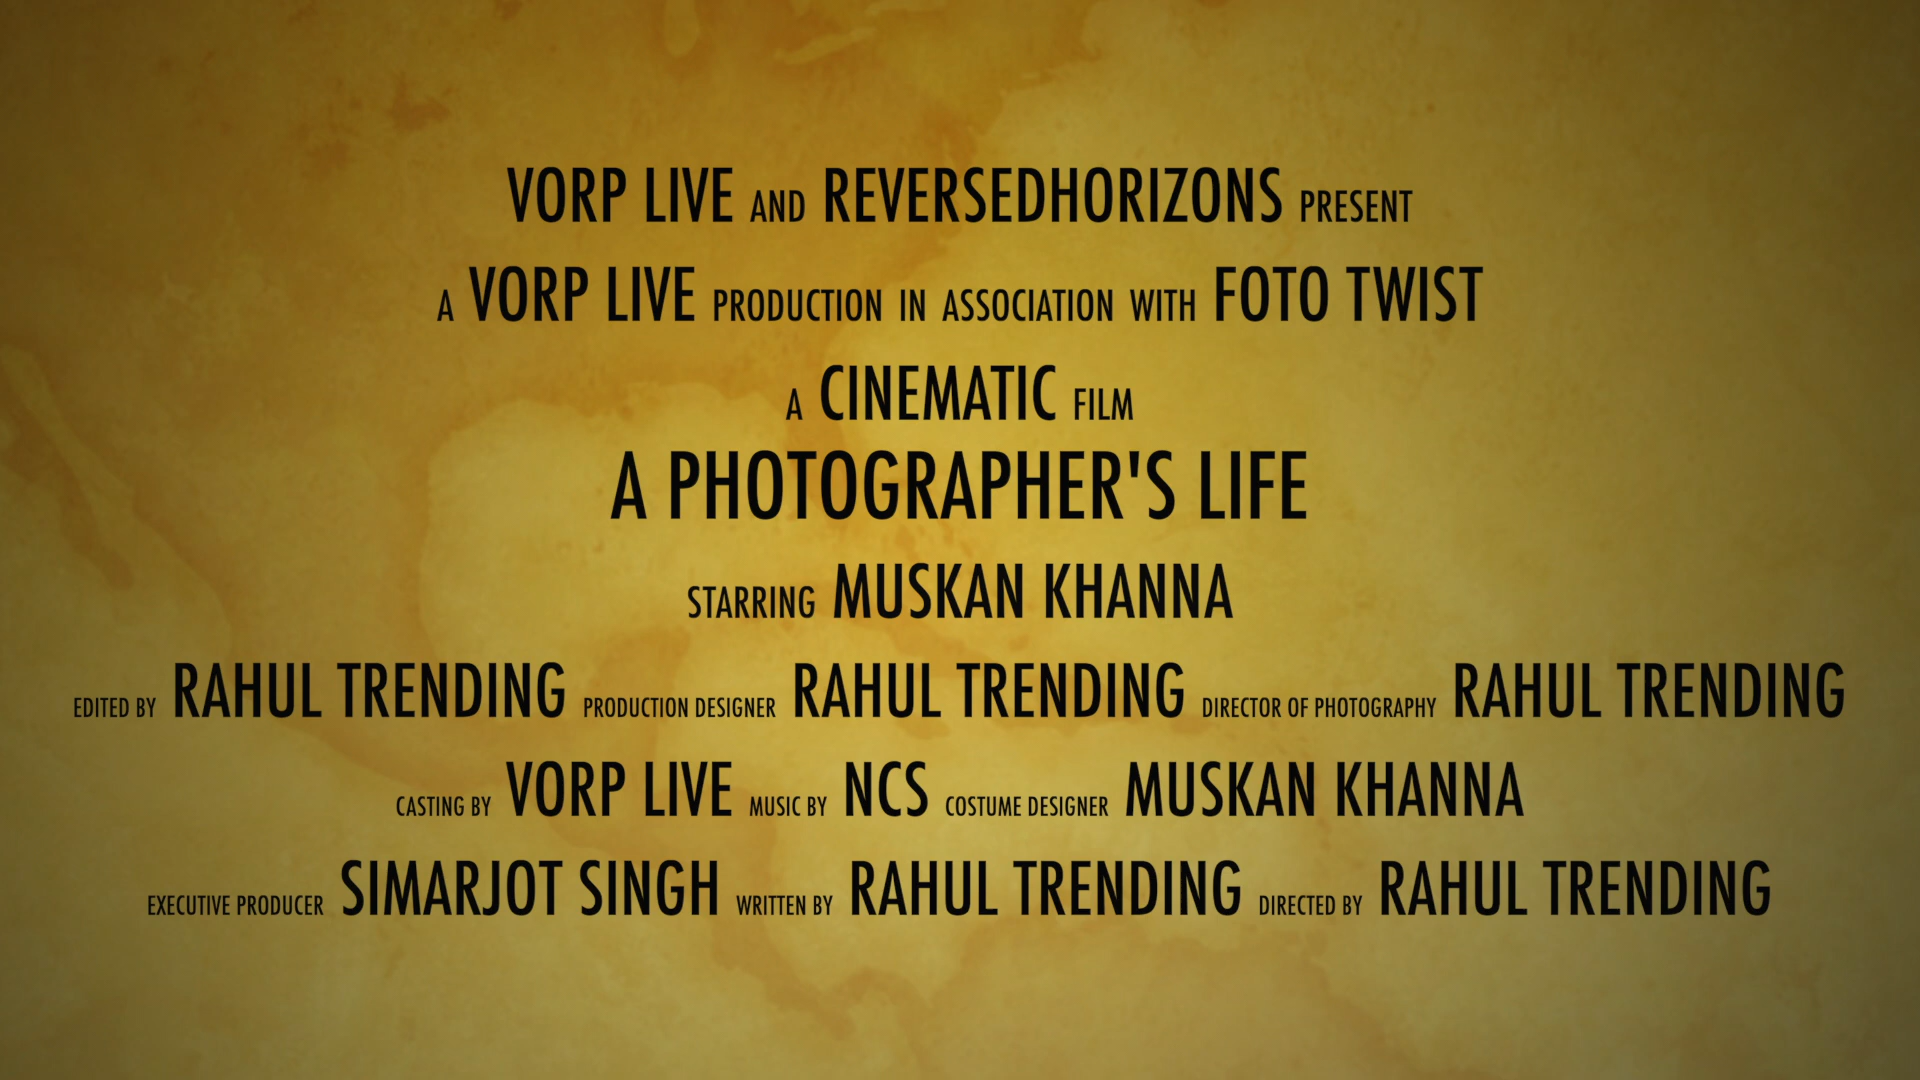 VORP LIVE AND REVERSEDHORIZONS PRESENT
A VORP LIVE PRODUCTION IN ASSOCIATION WITH FOTO TWIST
A CINEMATIC FILM
A PHOTOGRAPHER'S LIFE
STARRING MUSKAN KHANNA
EDITED BY RAHUL TRENDING PRODUCTION DESIGNER RAHUL TRENDING DIRECTOR OF PHOTOGRAPHY RAHUL TRENDING
CASTING BY VORP LIVE MUSIC BY NCS COSTUME DESIGNER MUSKAN KHANNA
EXECUTIVE PRODUCER SIMARJOT SINGH WRITTEN BY RAHUL TRENDING DIRECTED BY RAHUL TRENDING